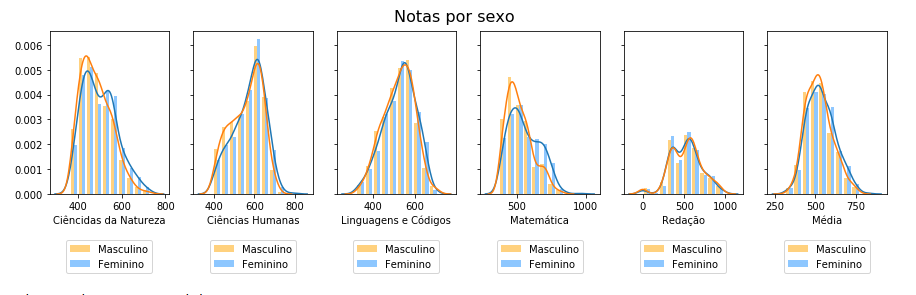 Notas por sexo
0.006
0.005
0.004
0.003
0.002
0.001
0.000
400 600 800
400 600 800
400 600
500 1000
0 500 1000
250 500 750
Ciêncidas da Natureza
Ciências Humanas
Linguagens e Códigos
Matemática
Redação
Média
Masculino
Feminino
Masculino
Feminino
Masculino
Feminino
Masculino
Feminino
Masculino
Feminino
Masculino
Feminino